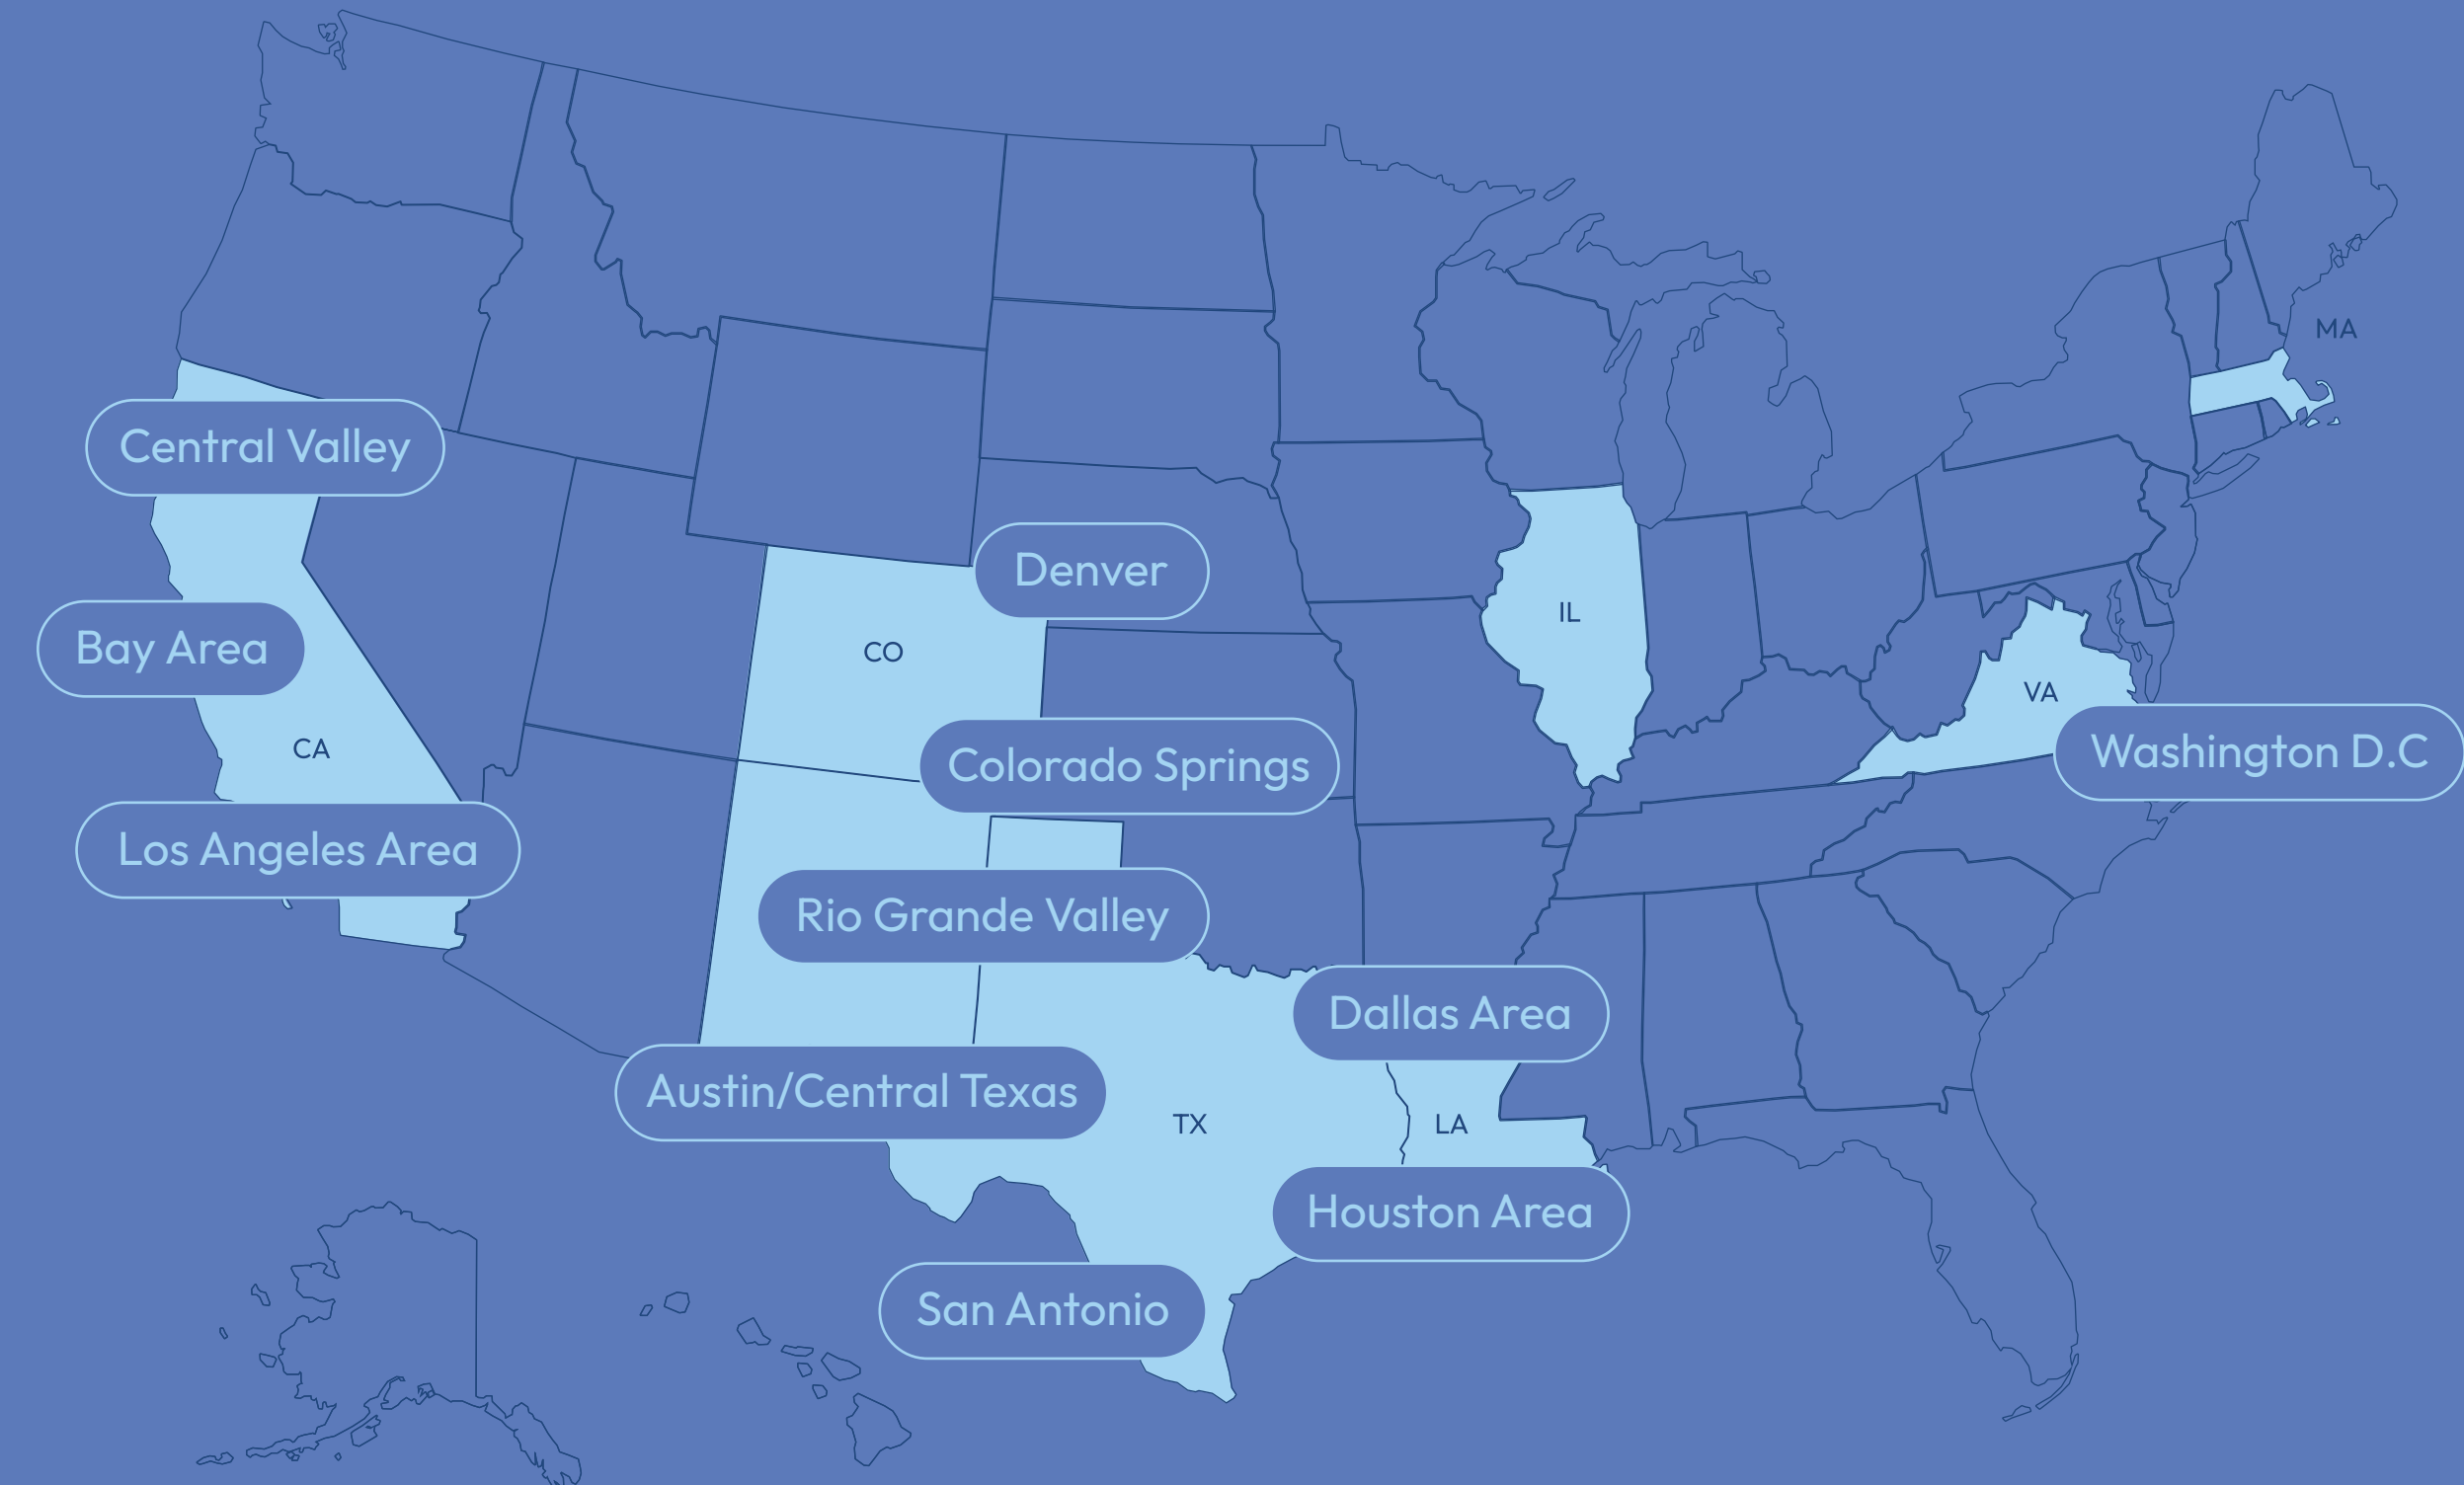 MA
Central Valley
Denver
IL
Bay Area
CO
VA
CA
Colorado Springs
Washington D.C
Los Angeles Area
Rio Grande Valley
Dallas Area
Austin/Central Texas
TX
LA
Houston Area
San Antonio